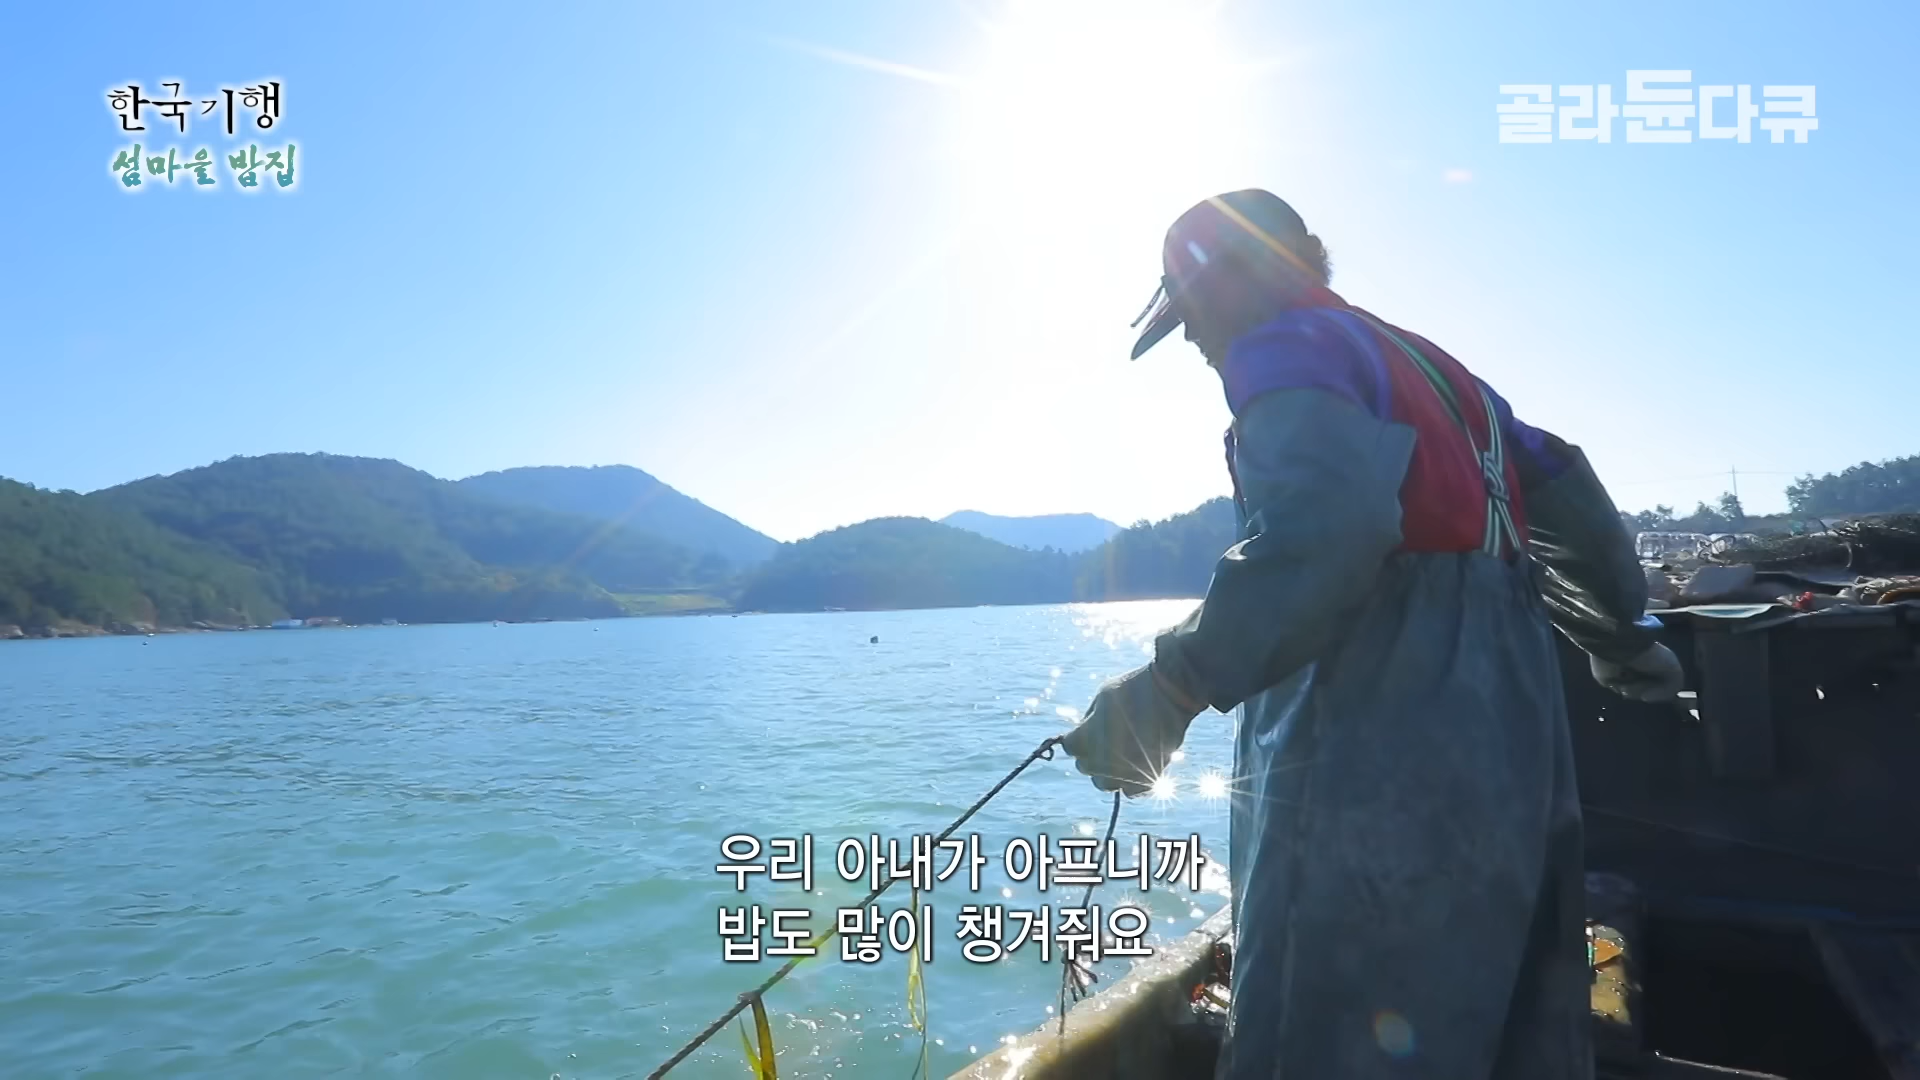 한국기행
섬마을 밥집
골라듄다큐
우리 아내가 아프니까
밥도 많이 챙겨줘요